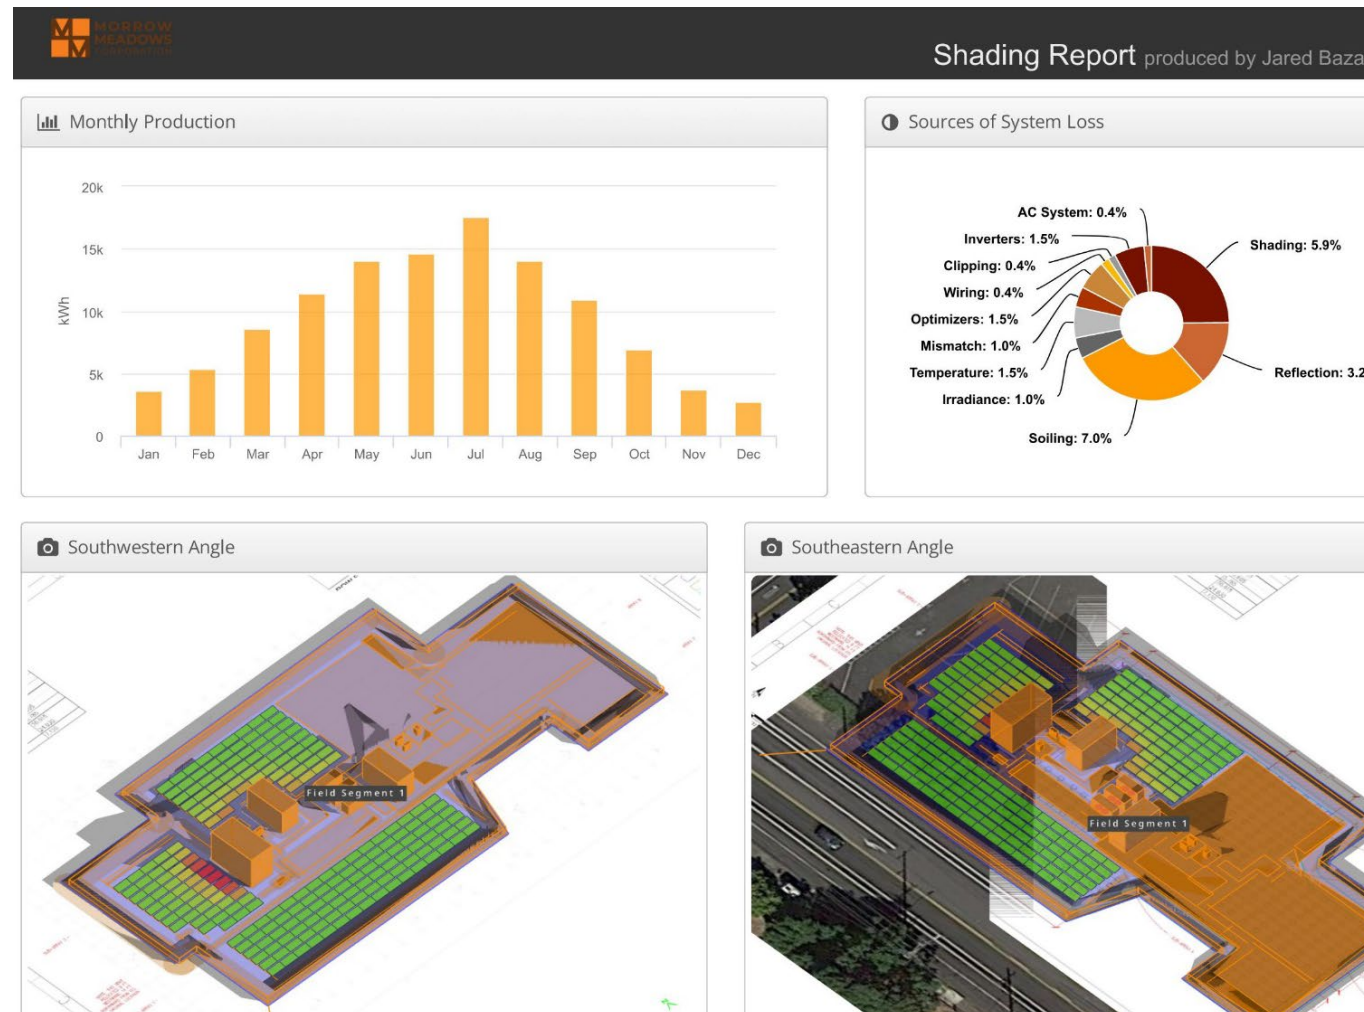 MORROW
MEADOWS
CORPORATION
Shading Report produced by Jared Baza
Monthly Production
20k
15k
10k
5k
0
kWh
Jan Feb Mar Apr May Jun Jul Aug Sep Oct Nov Dec
Sources of System Loss
AC System: 0.4%
Inverters: 1.5%
Clipping: 0.4%
Wiring: 0.4%
Optimizers: 1.5%
Mismatch: 1.0%
Temperature: 1.5%
Irradiance: 1.0%
Soiling: 7.0%
Shading: 5.9%
Reflection: 3.2
Southwestern Angle
Field Segment 1
Southeastern Angle
Field Segment 1